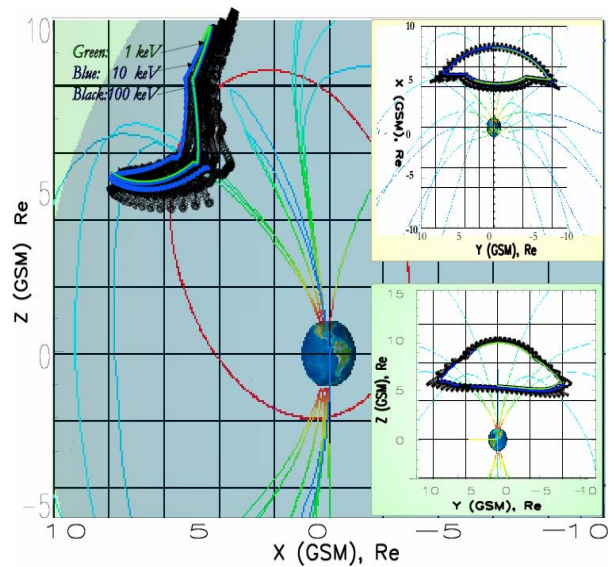 10
Green: 1 keV
Blue: 10 keV
Black:100 keV
5
0
-5
Z (GSM) Re
10 5 0 -5 -10
X (GSM), Re
10
5
0
-5
-10
X (GSM), Re
10 5 0 -5 -10
Y (GSM), Re
15
10
5
0
Z (GSM), Re
10 5 0 -5 -10
Y (GSM), Re